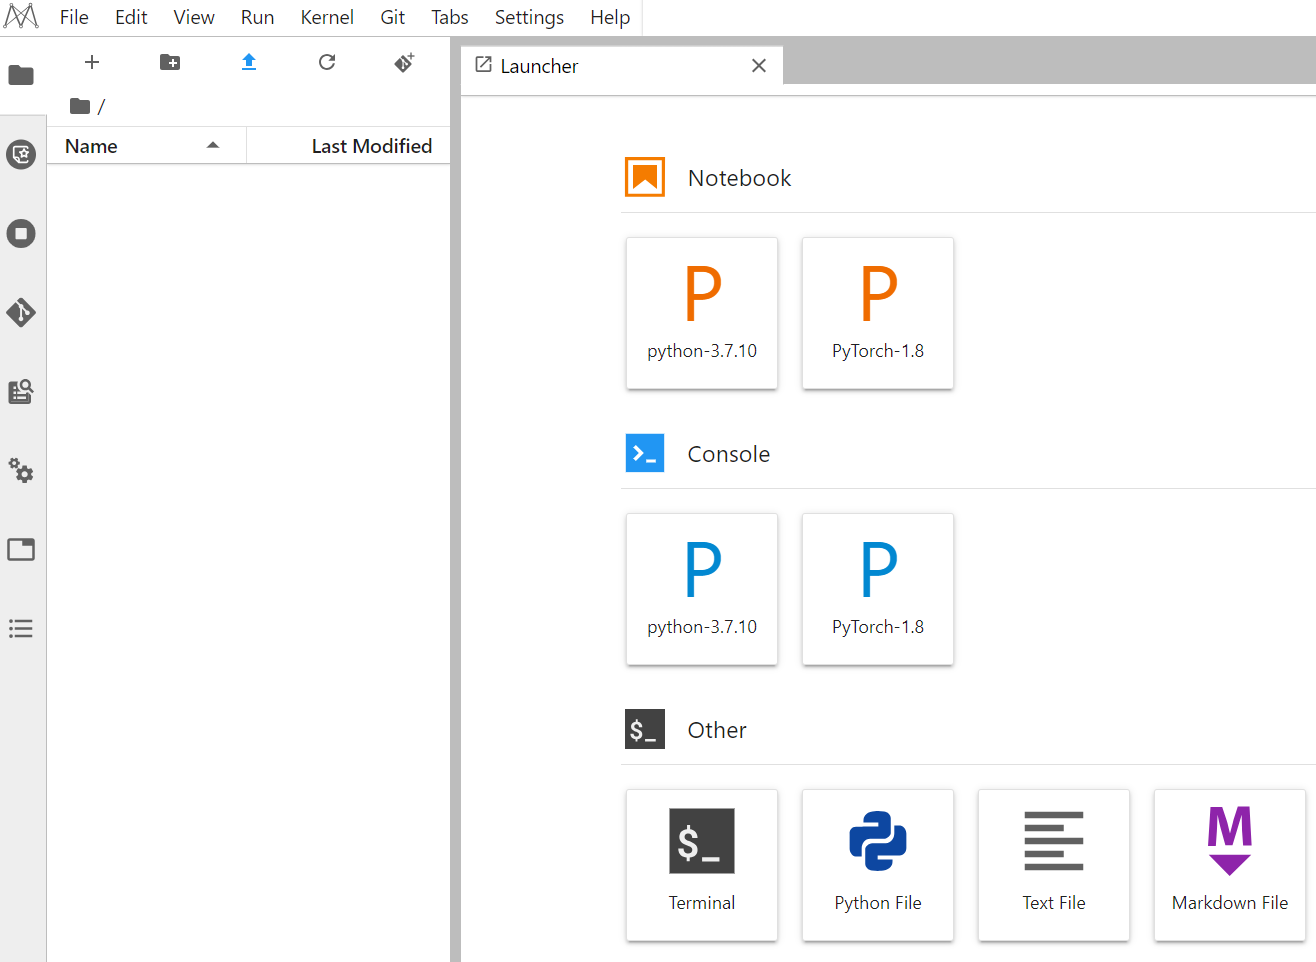 File Edit View Run Kernel Git Tabs Settings Help
Launcher
/
Name Last Modified
Notebook
P P
python-3.7.10 PyTorch-1.8
Console
P P
python-3.7.10 PyTorch-1.8
$_ Other
$_ M
Terminal Python File Text File Markdown File